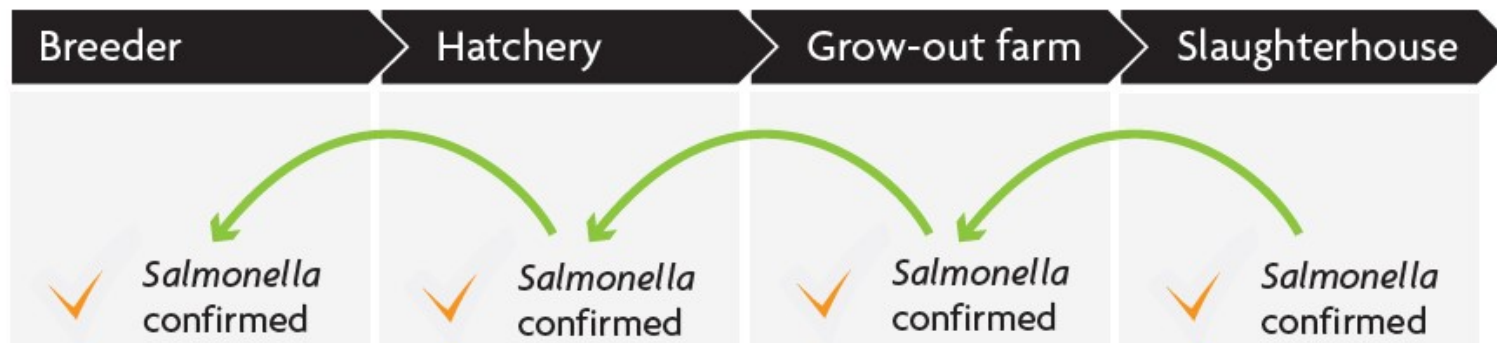 Breeder
Hatchery
Grow-out farm
Slaughterhouse
Salmonella
confirmed
Salmonella
confirmed
Salmonella
confirmed
Salmonella
confirmed